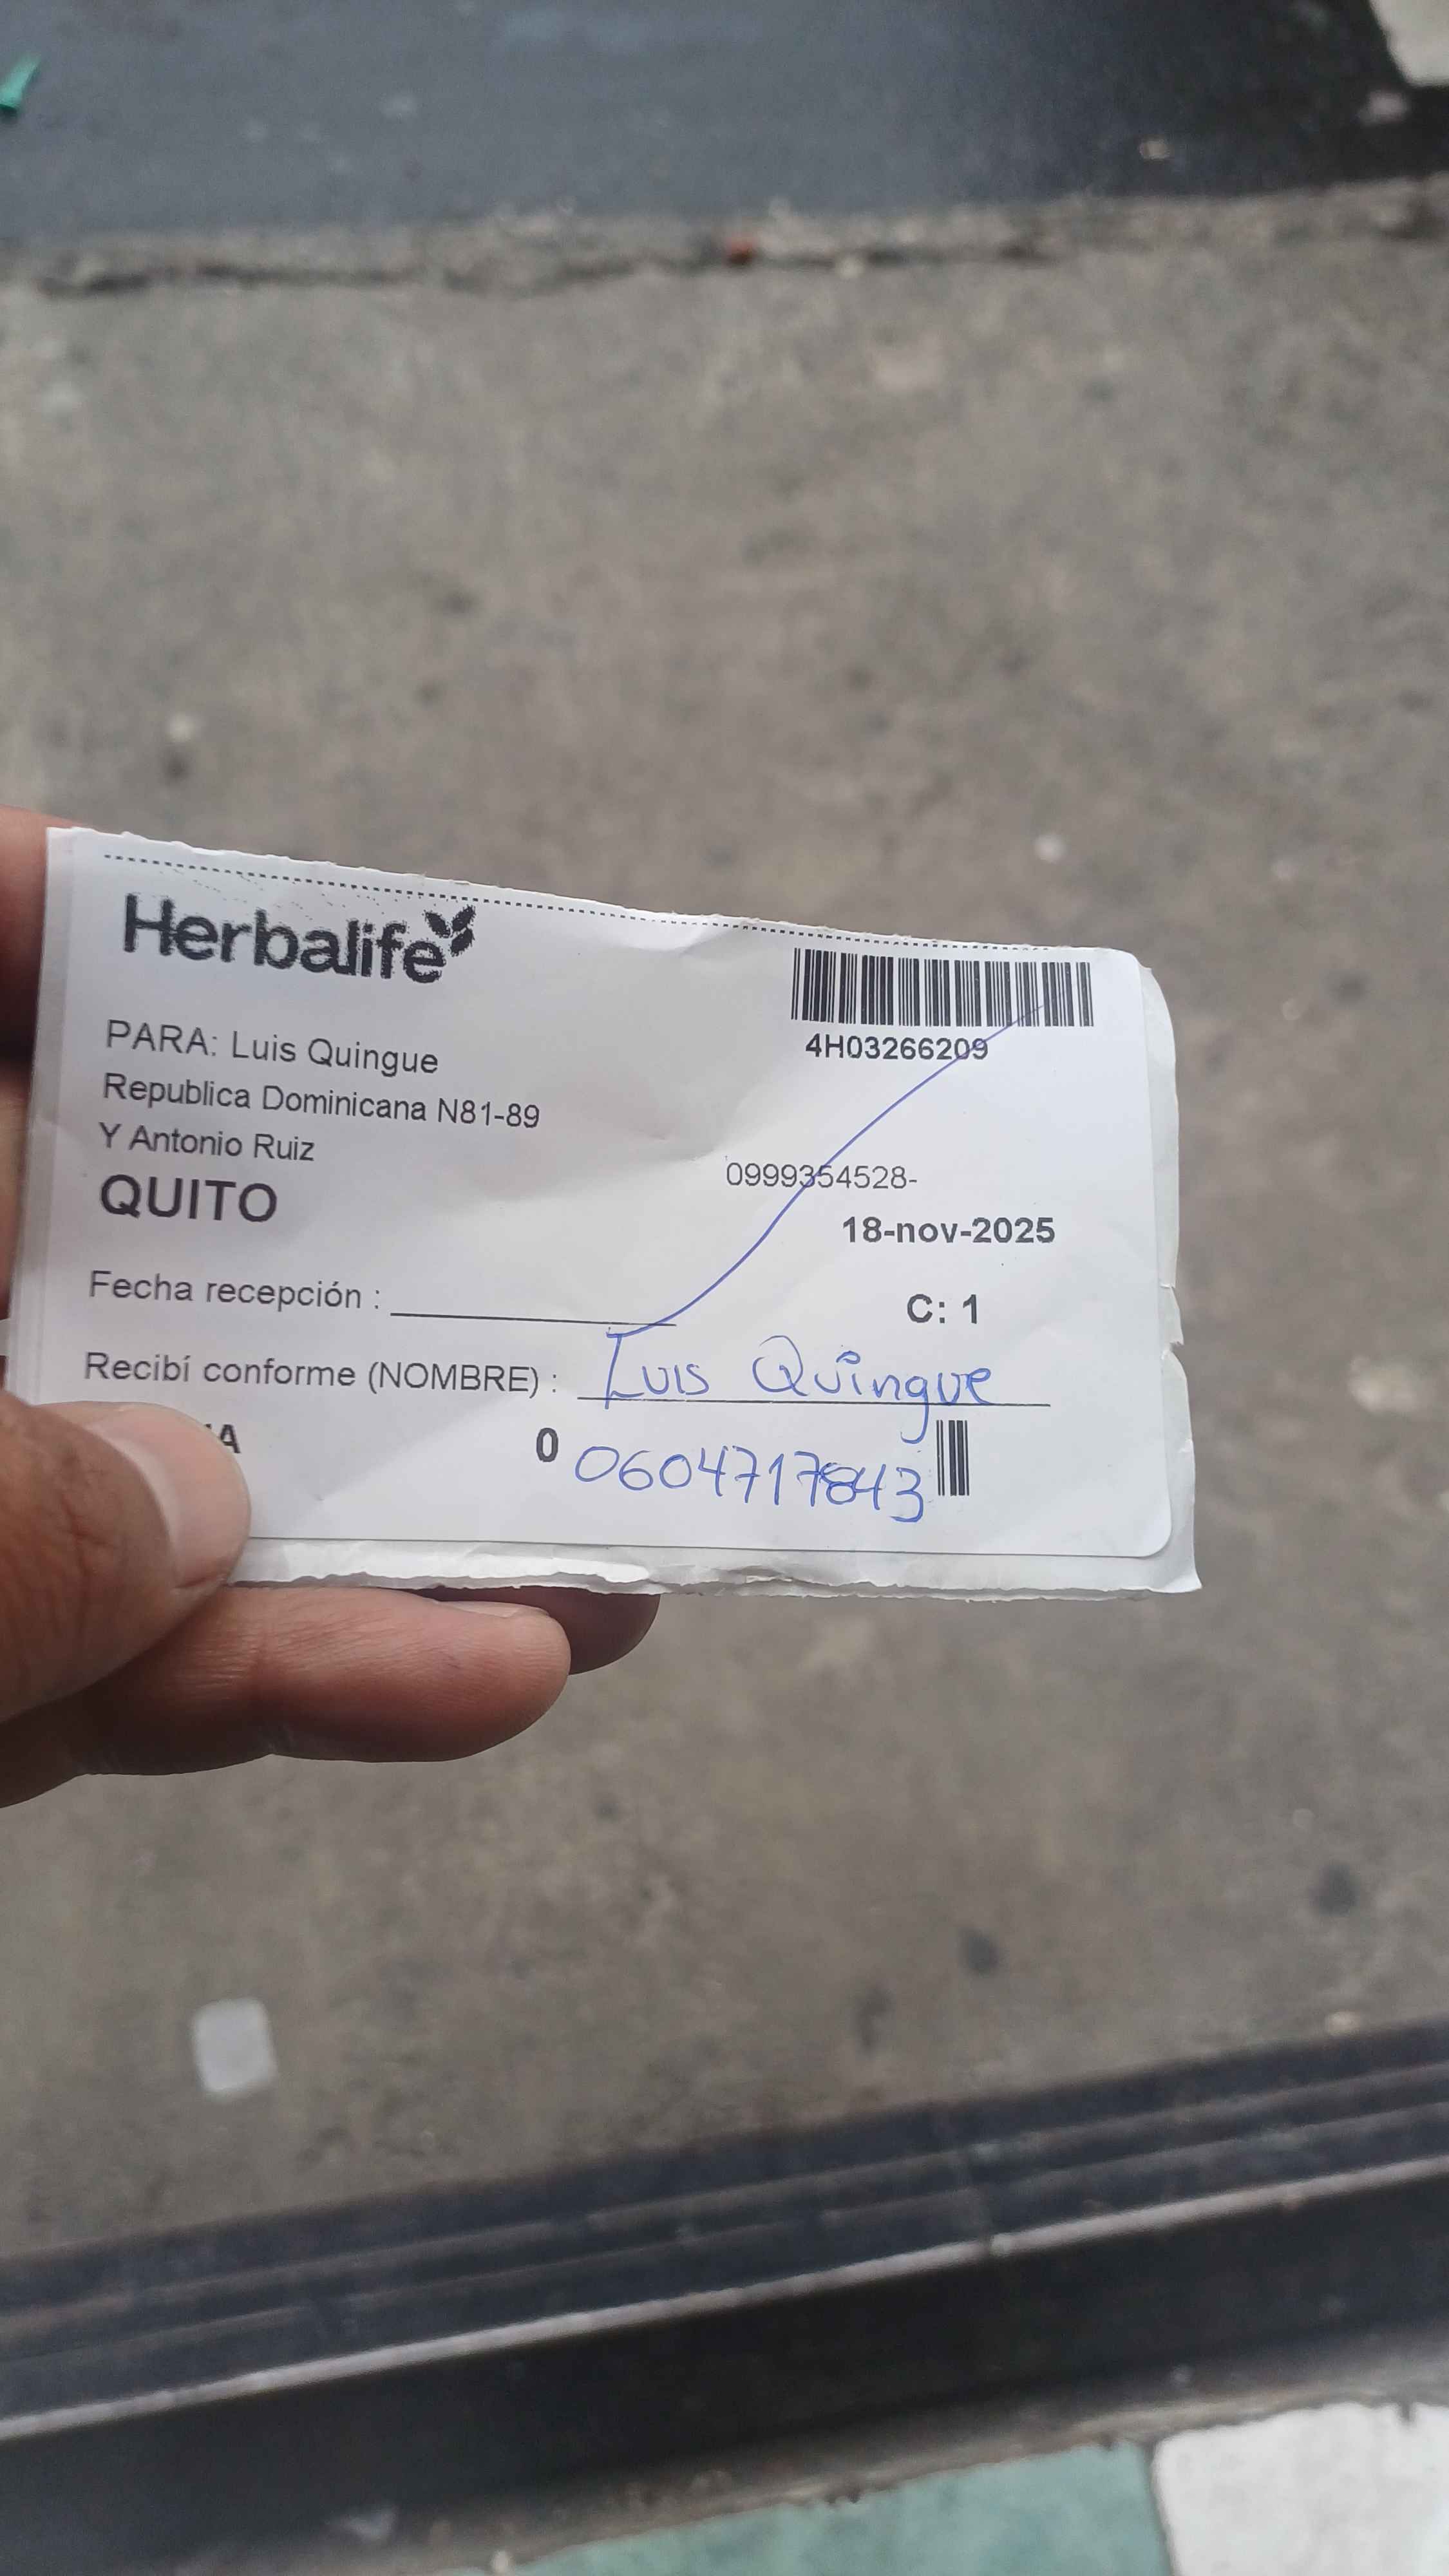 Herbalife
4H03266209
PARA: Luis Quingue
Republica Dominicana N81-89
Y Antonio Ruiz
QUITO
0999354528-
18-nov-2025
Fecha recepción :
C: 1
Recibí conforme (NOMBRE) : Luis Quingue
0 0604717843